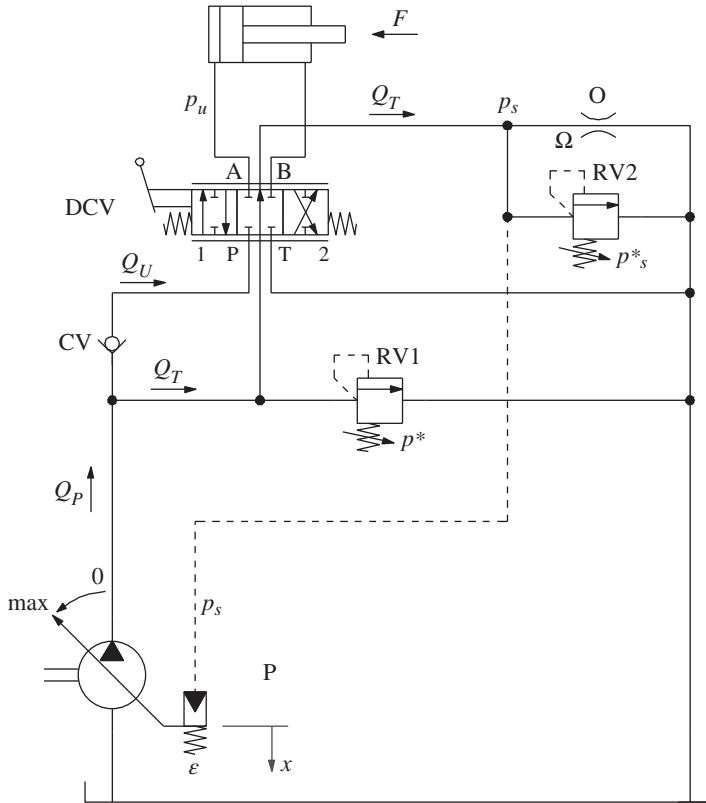 F
p_u
Q_T
p_s
O
Ω
RV2
A
B
DCV
1
P
T
2
p*_s
Q_U
CV
RV1
Q_T
p*
Q_P
0
max
p_s
P
ε
x